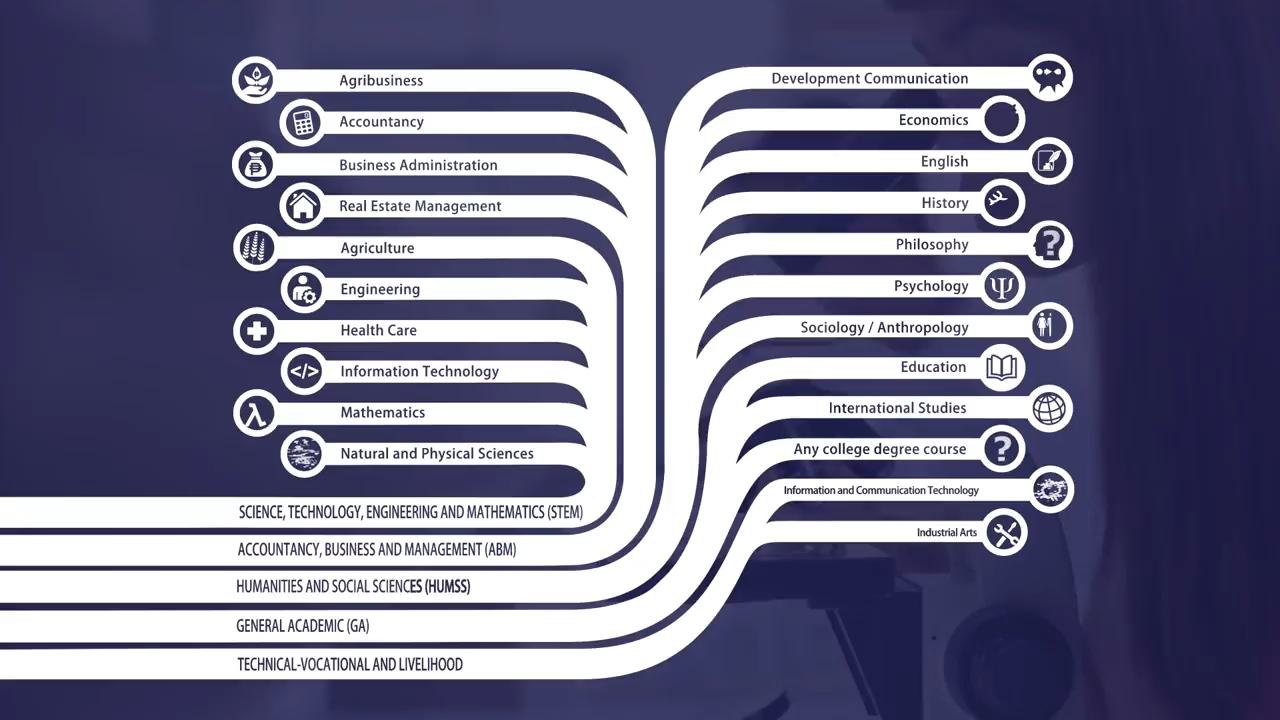 Agribusiness
Accountancy
Business Administration
Real Estate Management
Agriculture
Engineering
Health Care
Information Technology
Mathematics
Natural and Physical Sciences
SCIENCE, TECHNOLOGY, ENGINEERING AND MATHEMATICS (STEM)
ACCOUNTANCY, BUSINESS AND MANAGEMENT (ABM)
HUMANITIES AND SOCIAL SCIENCES (HUMSS)
GENERAL ACADEMIC (GA)
TECHNICAL-VOCATIONAL AND LIVELIHOOD
Development Communication
Economics
English
History
Philosophy
Psychology
Sociology / Anthropology
Education
International Studies
Any college degree course
Information and Communication Technology
Industrial Arts